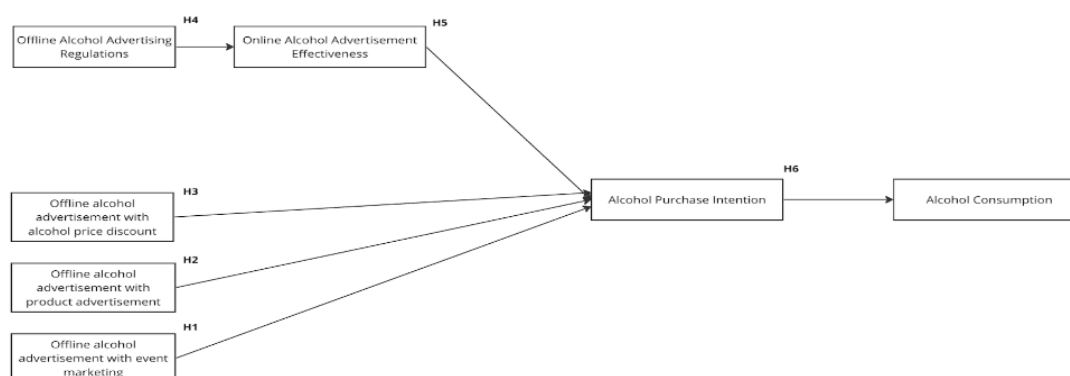 H4
H5
Offline Alcohol Advertising
Regulations
Online Alcohol Advertisement
Effectiveness
H3
Offline alcohol
advertisement with
alcohol price discount
H6
Alcohol Purchase Intention
Alcohol Consumption
H2
Offline alcohol
advertisement with
product advertisement
H1
Offline alcohol
advertisement with event
marketing